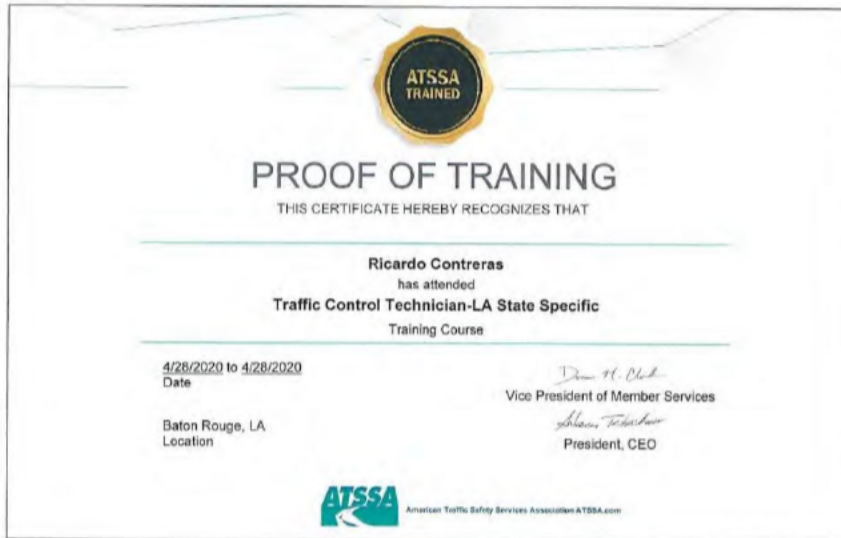 ATSSA
TRAINED
PROOF OF TRAINING
THIS CERTIFICATE HEREBY RECOGNIZES THAT
Ricardo Contreras
has attended
Traffic Control Technician-LA State Specific
Training Course
4/28/2020 to 4/28/2020
Date
Vice President of Member Services
Baton Rouge, LA
Location
President, CEO
ATSSA
American Traffic Safety Services Association ATSSA.com